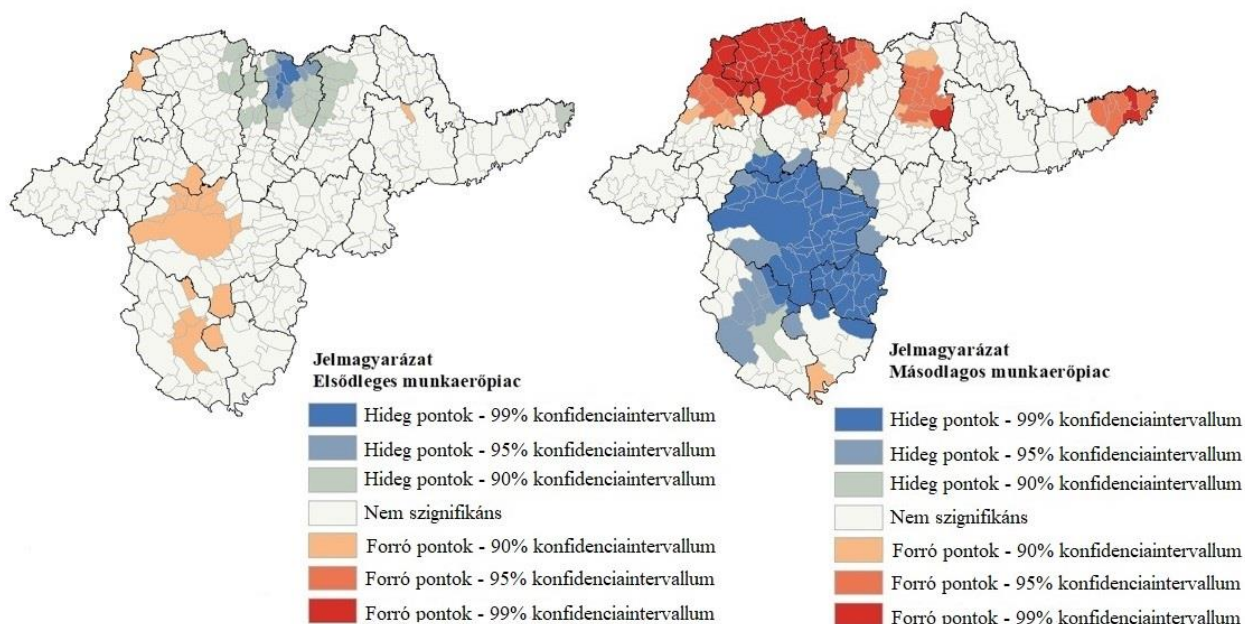 Jelmagyarázat
Elsődleges munkaerőpiac
Hideg pontok - 99% konfidenciaintervallum
Hideg pontok - 95% konfidenciaintervallum
Hideg pontok - 90% konfidenciaintervallum
Nem szignifikáns
Forró pontok - 90% konfidenciaintervallum
Forró pontok - 95% konfidenciaintervallum
Forró pontok - 99% konfidenciaintervallum
Jelmagyarázat
Másodlagos munkaerőpiac
Hideg pontok - 99% konfidenciaintervallum
Hideg pontok - 95% konfidenciaintervallum
Hideg pontok - 90% konfidenciaintervallum
Nem szignifikáns
Forró pontok - 90% konfidenciaintervallum
Forró pontok - 95% konfidenciaintervallum
Forró pontok - 99% konfidenciaintervallum